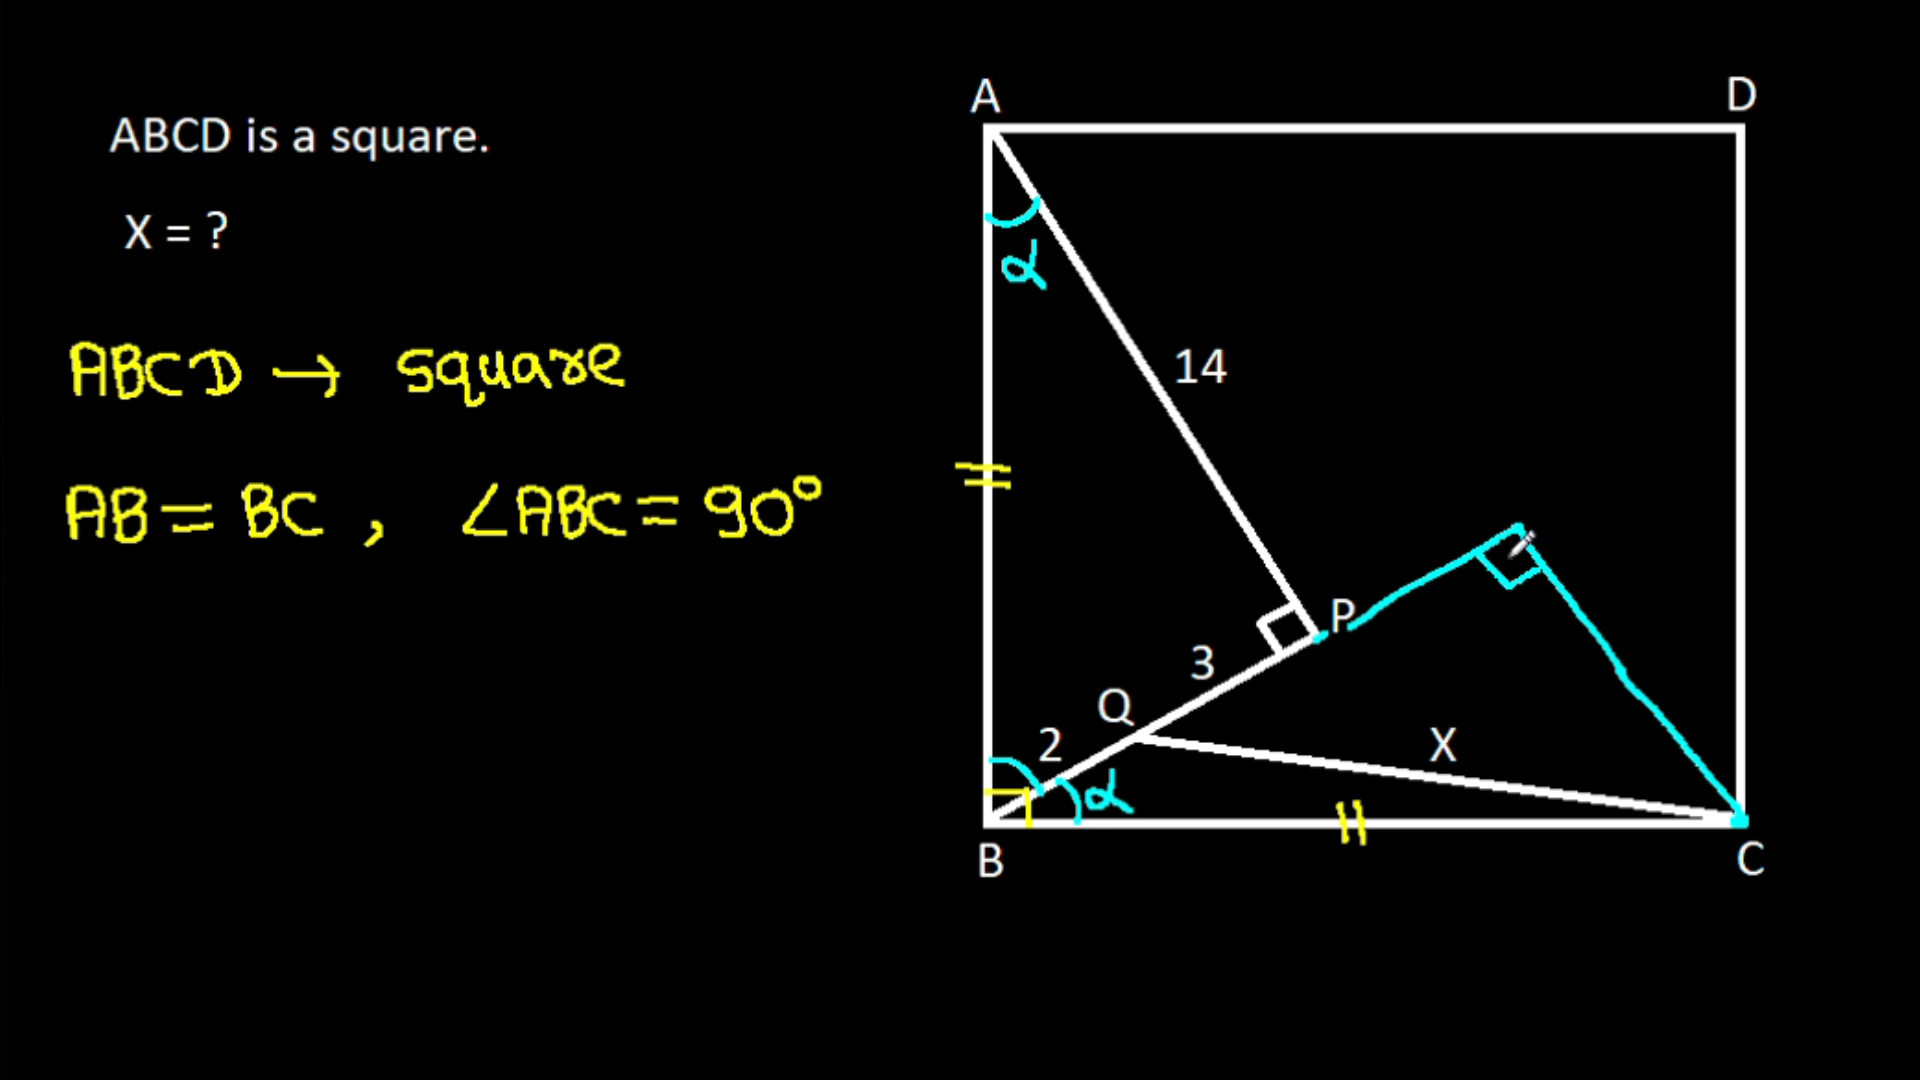 A
D
ABCD is a square.
X = ?
α
ABCD → square
14
AB = BC , ∠ABC = 90°
P
3
Q
2
X
α
B
C